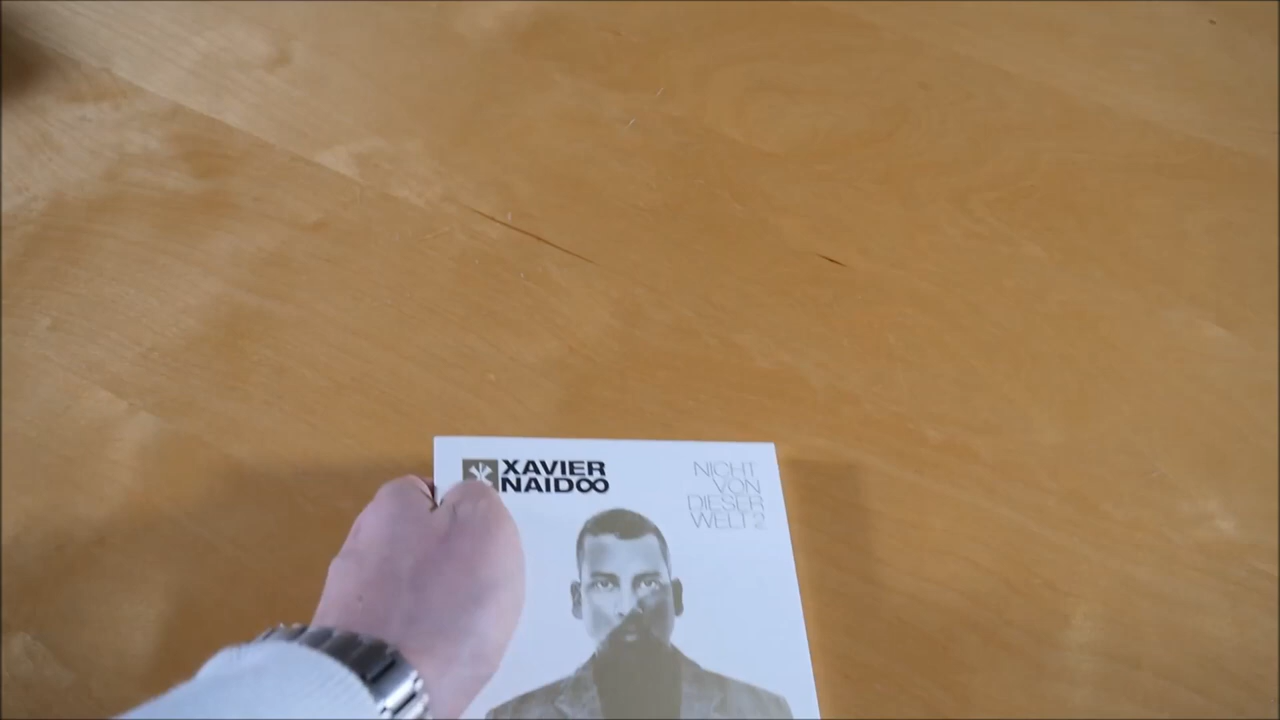 XAVIER
NAIDOO
NICHT
VON
DIESER
WELT 2